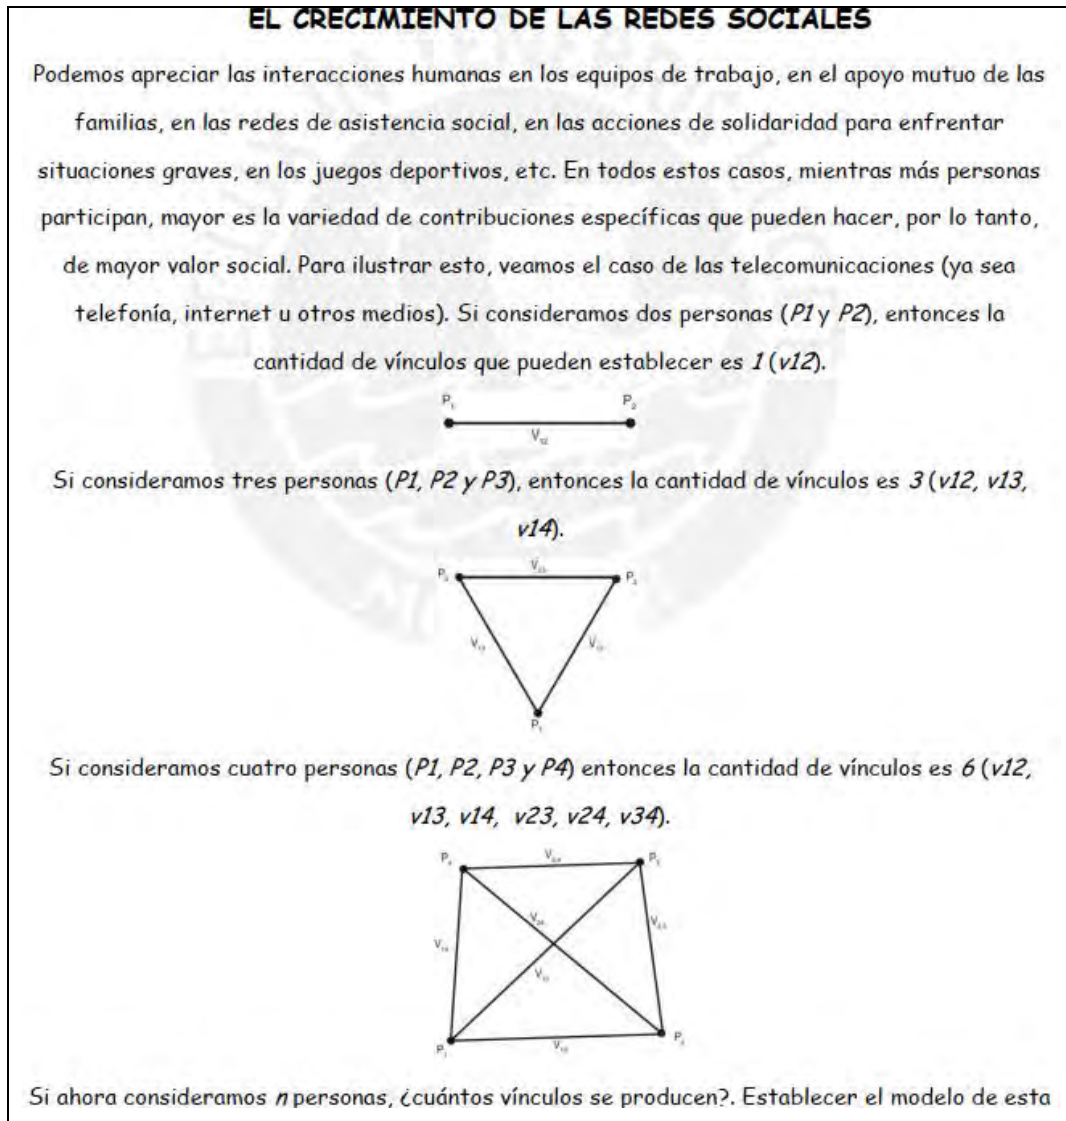 EL CRECIMIENTO DE LAS REDES SOCIALES
Podemos apreciar las interacciones humanas en los equipos de trabajo, en el apoyo mutuo de las
familias, en las redes de asistencia social, en las acciones de solidaridad para enfrentar
situaciones graves, en los juegos deportivos, etc. En todos estos casos, mientras más personas
participan, mayor es la variedad de contribuciones específicas que pueden hacer, por lo tanto,
de mayor valor social. Para ilustrar esto, veamos el caso de las telecomunicaciones (ya sea
telefonía, internet u otros medios). Si consideramos dos personas (P1 y P2), entonces la
cantidad de vínculos que pueden establecer es 1 (v12).
P₁ P₂
V₁₂
Si consideramos tres personas (P1, P2 y P3), entonces la cantidad de vínculos es 3 (v12, v13,
v14).
V₂₃
P₁
Si consideramos cuatro personas (P1, P2, P3 y P4) entonces la cantidad de vínculos es 6 (v12,
v13, v14, v23, v24, v34).
Si ahora consideramos n personas, ¿cuántos vínculos se producen?. Establecer el modelo de esta